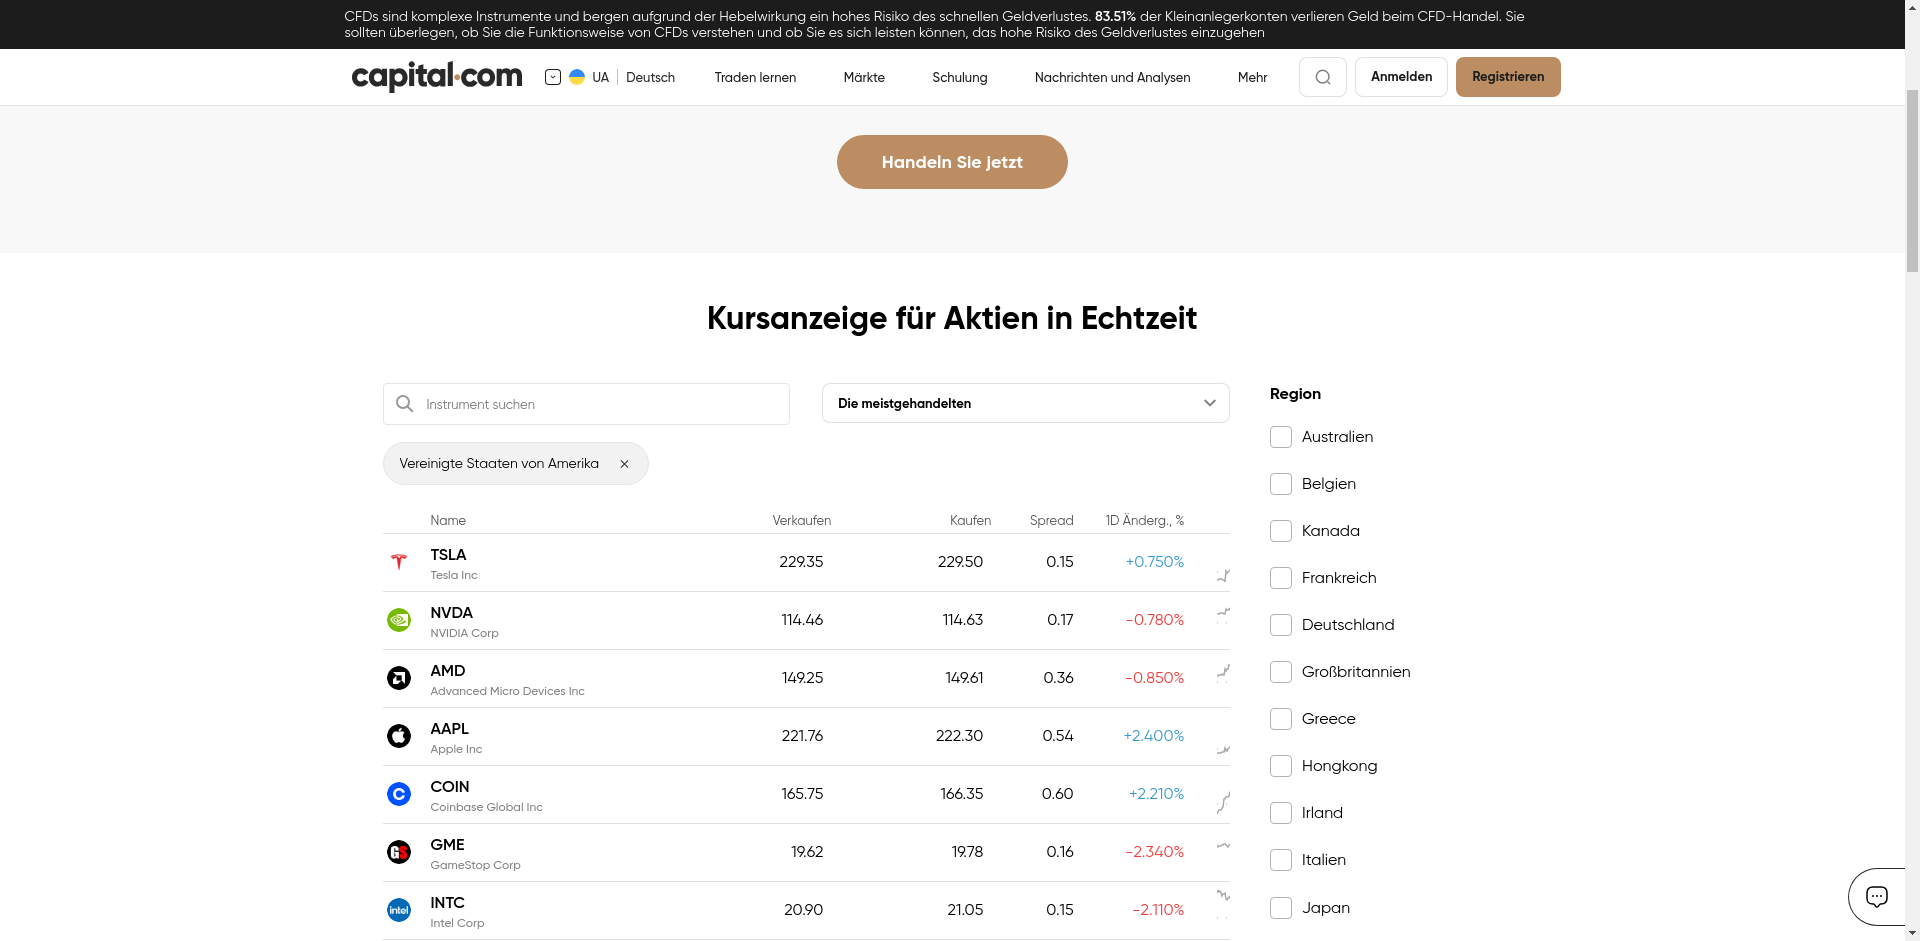 CFDs sind komplexe Instrumente und bergen aufgrund der Hebelwirkung ein hohes Risiko des schnellen Geldverlustes. 83.51% der Kleinanlegerkonten verlieren Geld beim CFD-Handel. Sie
sollten überlegen, ob Sie die Funktionsweise von CFDs verstehen und ob Sie es sich leisten können, das hohe Risiko des Geldverlustes einzugehen
capital.com UA Deutsch Traden lernen Märkte Schulung Nachrichten und Analysen Mehr Anmelden Registrieren
Handeln Sie jetzt
Kursanzeige für Aktien in Echtzeit
Instrument suchen
Die meistgehandelten
Vereinigte Staaten von Amerika
Name Verkaufen Kaufen Spread 1D Änderg., %
TSLA 229.35 229.50 0.15 +0.750%
Tesla Inc
NVDA 114.46 114.63 0.17 -0.780%
NVIDIA Corp
AMD 149.25 149.61 0.36 -0.850%
Advanced Micro Devices Inc
AAPL 221.76 222.30 0.54 +2.400%
Apple Inc
C COIN 165.75 166.35 0.60 +2.210%
Coinbase Global Inc
GS GME 19.62 19.78 0.16 -2.340%
GameStop Corp
intel INTC 20.90 21.05 0.15 -2.110%
Intel Corp
Region
Australien
Belgien
Kanada
Frankreich
Deutschland
Großbritannien
Greece
Hongkong
Irland
Italien
Japan